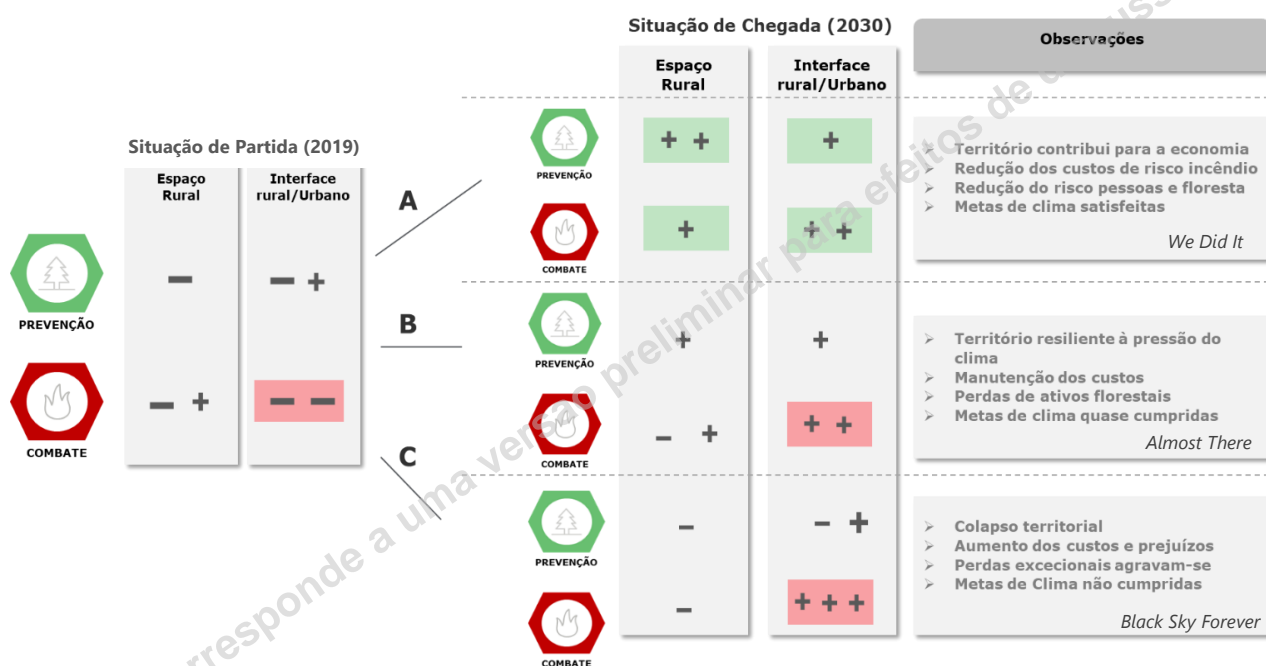 Situação de Chegada (2030)
Observações
Espaço
Rural
Interface
rural/Urbano
Situação de Partida (2019)
Espaço
Rural
Interface
rural/Urbano
PREVENÇÃO
—
— +
COMBATE
— +
— —
A
PREVENÇÃO
+ +
+
COMBATE
+
+ +
Território contribui para a economia
Redução dos custos de risco incêndio
Redução do risco pessoas e floresta
Metas de clima satisfeitas
We Did It
B
PREVENÇÃO
+
+
COMBATE
– +
+ +
Território resiliente à pressão do
clima
Manutenção dos custos
Perdas de ativos florestais
Metas de clima quase cumpridas
Almost There
C
PREVENÇÃO
–
– +
COMBATE
–
+ + +
Colapso territorial
Aumento dos custos e prejuízos
Perdas excecionais agravam-se
Metas de Clima não cumpridas
Black Sky Forever
corresponde a uma versão preliminar para efeitos de